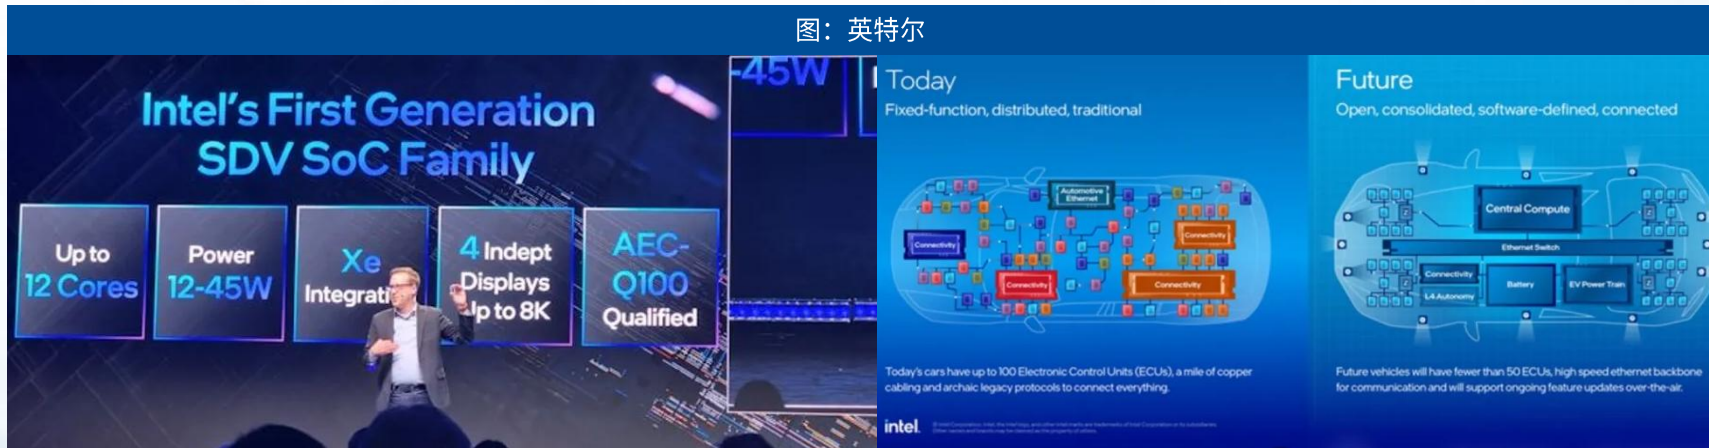 图：英特尔
Intel's First Generation
SDV SoC Family
Up to
12 Cores
Power
12-45W
Xe
Integrati
4 Indept
Displays
Up to 8K
AEC-
Q100
Qualified
-45W
Today
Fixed-function, distributed, traditional
Automotive
Ethernet
Connectivity
Connectivity
Connectivity
Connectivity
Today's cars have up to 100 Electronic Control Units (ECUs), a mile of copper
cabling and archaic legacy protocols to connect everything.
intel.
Future
Open, consolidated, software-defined, connected
Central Compute
Ethernet Switch
Connectivity
L4 Autonomy
Battery
EV Power Train
Future vehicles will have fewer than 50 ECUs, high speed ethernet backbone
for communication and will support ongoing feature updates over-the-air.